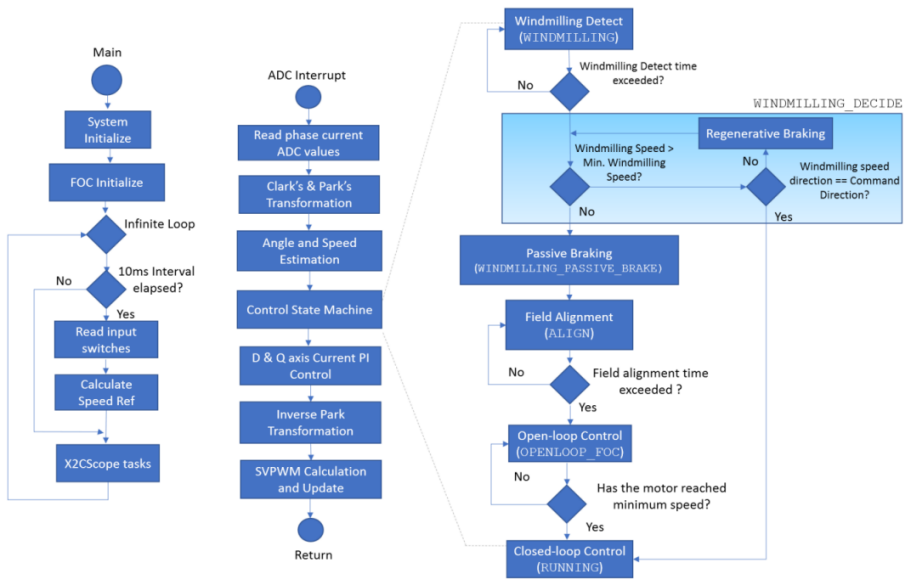 Main
System
Initialize
FOC Initialize
Infinite Loop
10ms Interval
elapsed?
No
Yes
Read input
switches
Calculate
Speed Ref
X2CScope tasks
ADC Interrupt
Read phase current
ADC values
Clark's & Park's
Transformation
Angle and Speed
Estimation
Control State Machine
D & Q axis Current PI
Control
Inverse Park
Transformation
SVPWM Calculation
and Update
Return
Windmilling Detect
(WINDMILLING)
Windmilling Detect time
exceeded?
No
WINDMILLING_DECIDE
Regenerative Braking
Windmilling Speed >
Min. Windmilling
Speed?
No
Windmilling speed
direction == Command
Direction?
No
Yes
Passive Braking
(WINDMILLING_PASSIVE_BRAKE)
Field Alignment
(ALIGN)
No
Field alignment time
exceeded ?
Yes
Open-loop Control
(OPENLOOP_FOC)
No
Has the motor reached
minimum speed?
Yes
Closed-loop Control
(RUNNING)